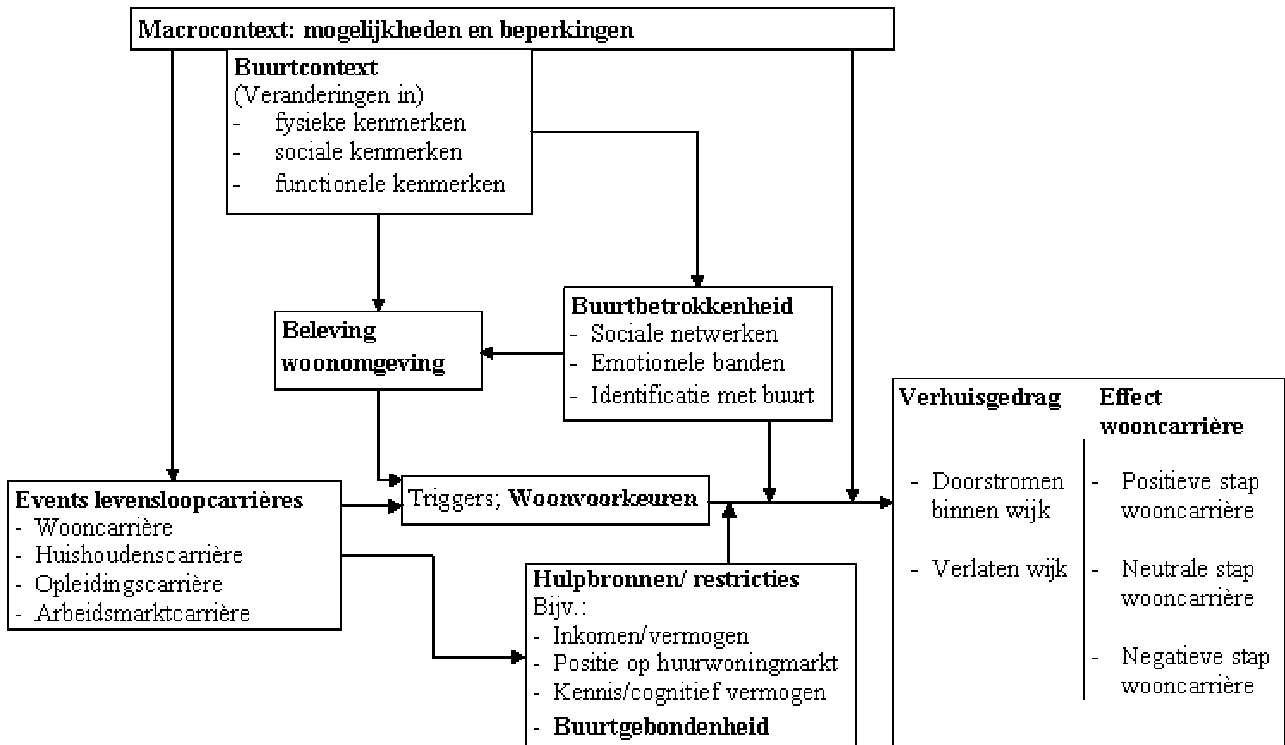 Macrocontext: mogelijkheden en beperkingen
Buurtcontext
(Veranderingen in)
- fysieke kenmerken
- sociale kenmerken
- functionele kenmerken
Buurtbetrokkenheid
- Sociale netwerken
- Emotionele banden
- Identificatie met buurt
Beleving
woonomgeving
Events levensloopcarrières
- Wooncarrière
- Huishoudenscarrière
- Opleidingscarrière
- Arbeidsmarktcarrière
Triggers; Woonvoorkeuren
Hulpbronnen/ restricties
Bijv.:
- Inkomen/vermogen
- Positie op huurwoningmarkt
- Kennis/cognitief vermogen
- Buurtgebondenheid
Verhuisgedrag
- Doorstromen
binnen wijk
- Verlaten wijk
Effect
wooncarrière
- Positieve stap
wooncarrière
- Neutrale stap
wooncarrière
- Negatieve stap
wooncarrière